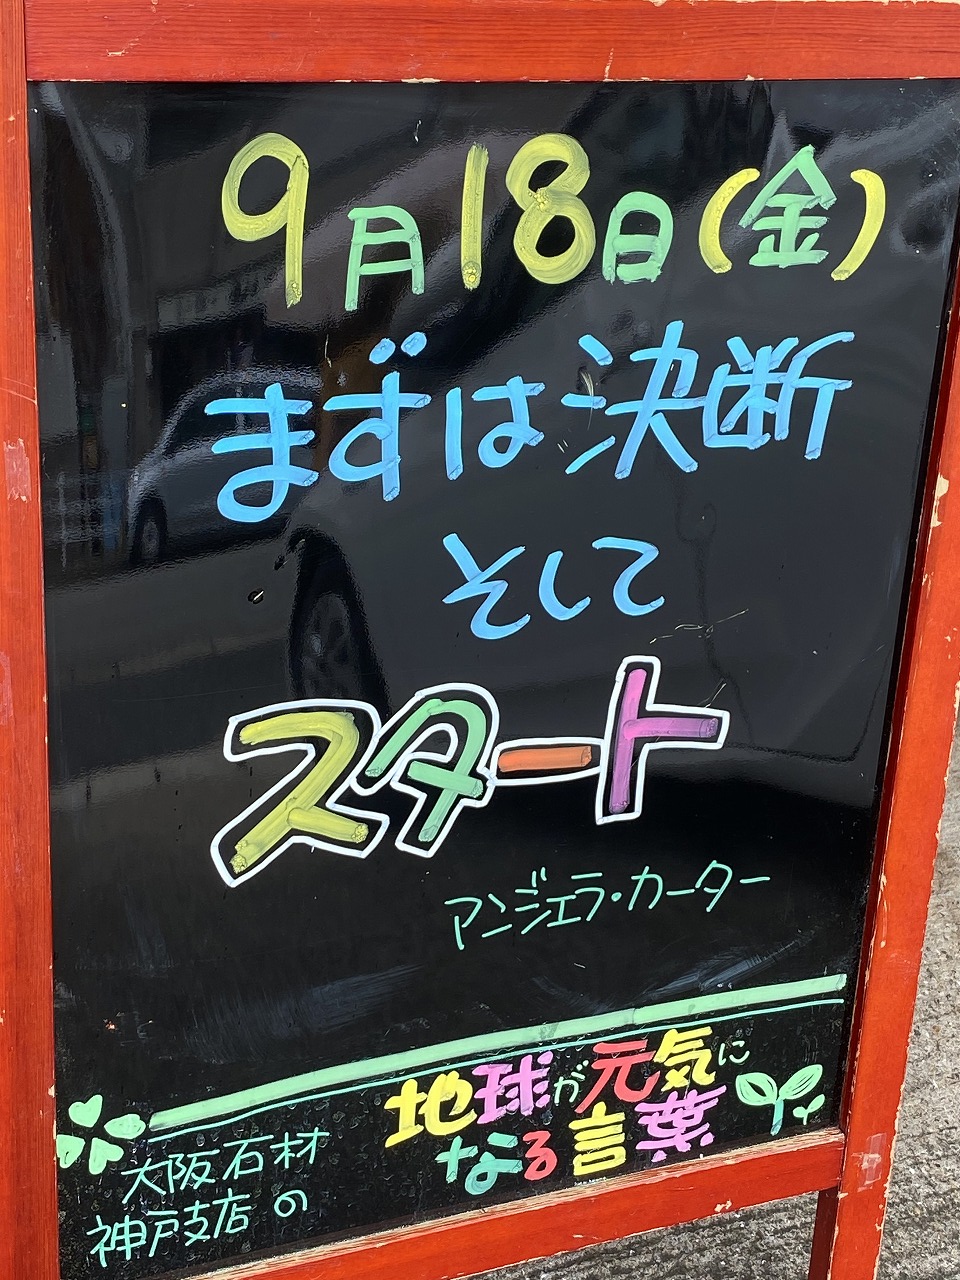 9月18日(金)
まずは決断
そして
スタート
アンジェラ・カーター
地球が元気に
なる言葉
大阪石材
神戸支店の